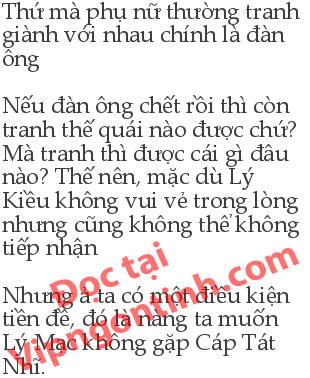 Thứ mà phụ nữ thường tranh
giành với nhau chính là đàn
ông
Nếu đàn ông chết rồi thì còn
tranh thế quái nào được chứ?
Mà tranh thì được cái gì đâu
nào? Thế nên, mặc dù Lý
Kiều không vui vẻ trong lòng
nhưng cũng không thể không
tiếp nhận
Nhưng ả ta có một điều kiện
tiền đề, đó là nàng ta muốn
Lý Mạc không gặp Cáp Tát
Nhĩ.
Đọc tại
Vipngontinh.com